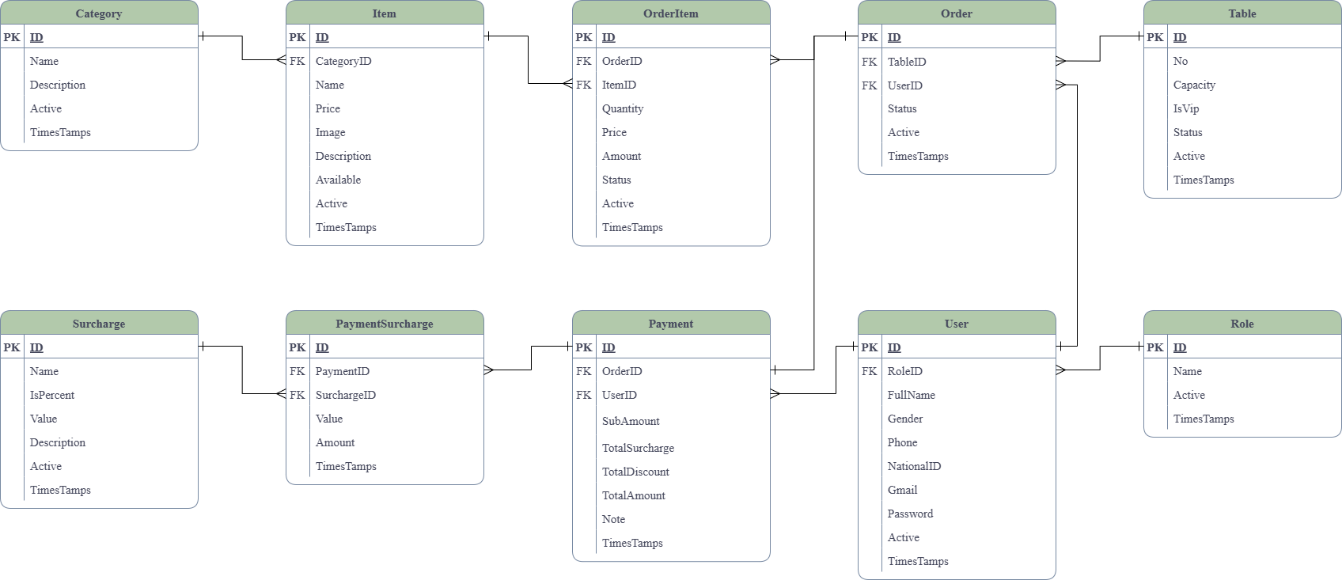 Category
PK ID
Name
Description
Active
TimesTamps
Item
PK ID
FK CategoryID
Name
Price
Image
Description
Available
Active
TimesTamps
OrderItem
PK ID
FK OrderID
FK ItemID
Quantity
Price
Amount
Status
Active
TimesTamps
Order
PK ID
FK TableID
FK UserID
Status
Active
TimesTamps
Table
PK ID
No
Capacity
IsVip
Status
Active
TimesTamps
Surcharge
PK ID
Name
IsPercent
Value
Description
Active
TimesTamps
PaymentSurcharge
PK ID
FK PaymentID
FK SurchargeID
Value
Amount
TimesTamps
Payment
PK ID
FK OrderID
FK UserID
SubAmount
TotalSurcharge
TotalDiscount
TotalAmount
Note
TimesTamps
User
PK ID
FK RoleID
FullName
Gender
Phone
NationalID
Gmail
Password
Active
TimesTamps
Role
PK ID
Name
Active
TimesTamps